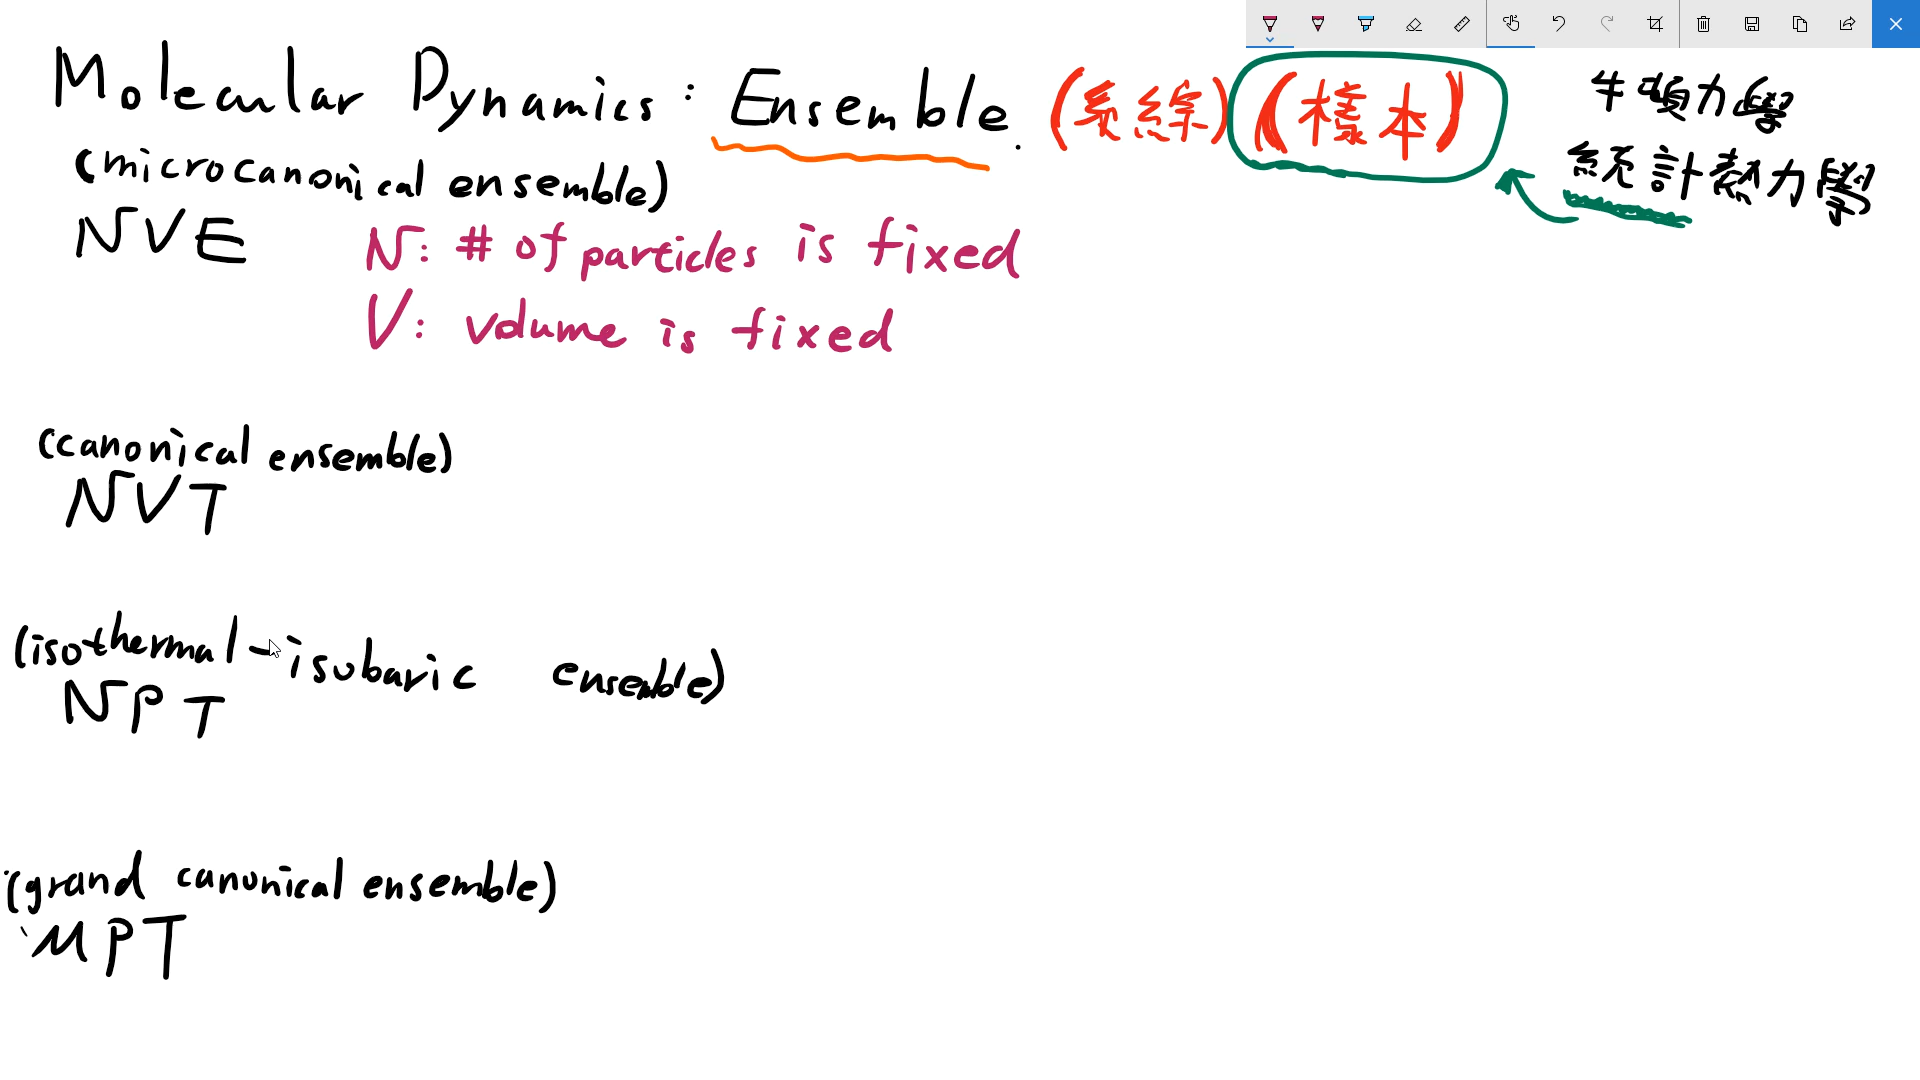 Molecular Dynamics: Ensemble. (系綜) (樣本)
牛頓力學
統計熱力學
(microcanonical ensemble)
NVE
N: # of particles is fixed
V: volume is fixed
(canonical ensemble)
NVT
(isothermal-isobaric ensemble)
NPT
(grand canonical ensemble)
μPT